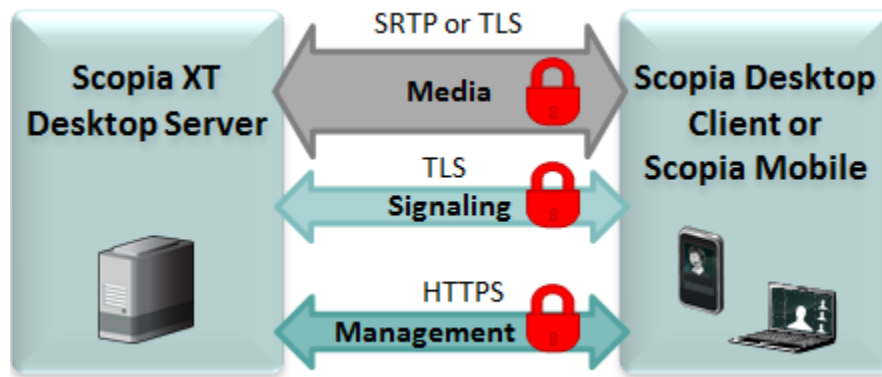 SRTP or TLS
Scopia XT
Desktop Server
Media
Scopia Desktop
Client or
Scopia Mobile
TLS
Signaling
HTTPS
Management